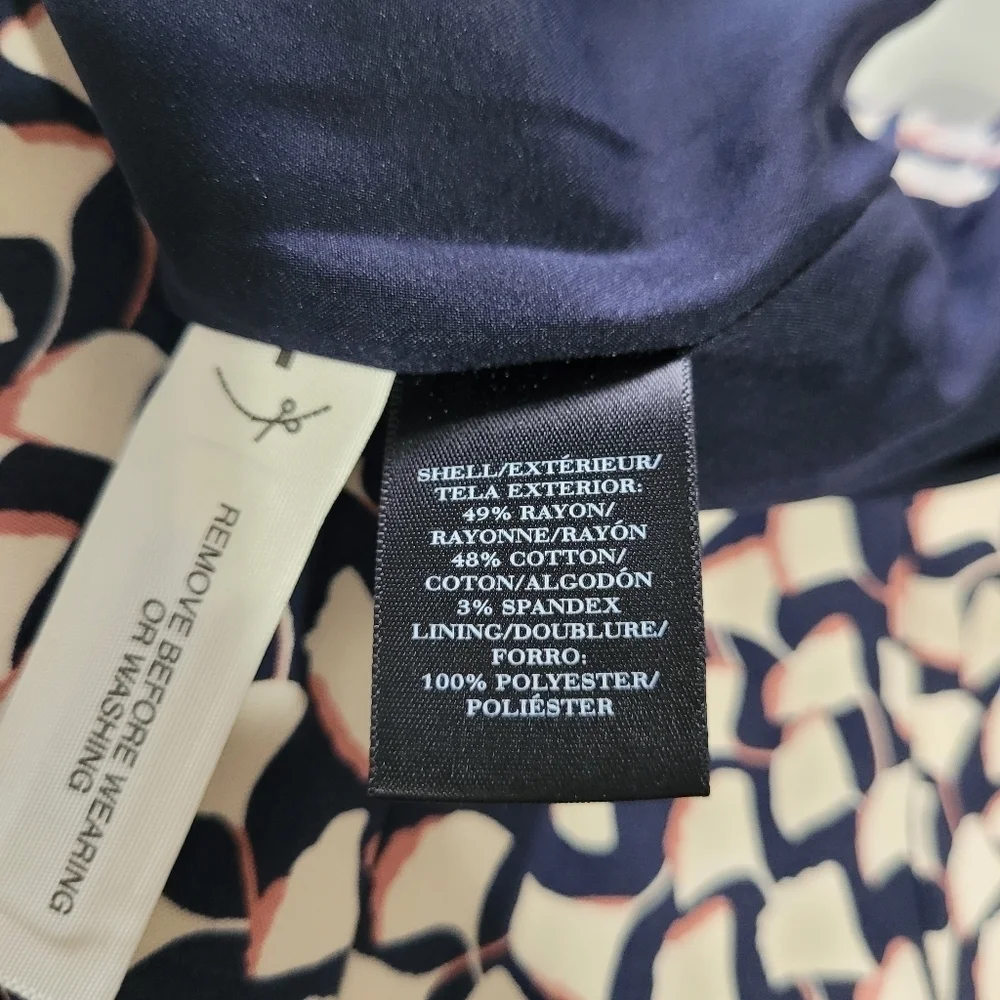 SHELL/EXTÉRIEUR/
TELA EXTERIOR:
49% RAYON/
RAYONNE/RAYÓN
48% COTTON/
COTON/ALGODÓN
3% SPANDEX
LINING/DOUBLURE/
FORRO:
100% POLYESTER/
POLIÉSTER
REMOVE BEFORE WEARING
OR WASHING